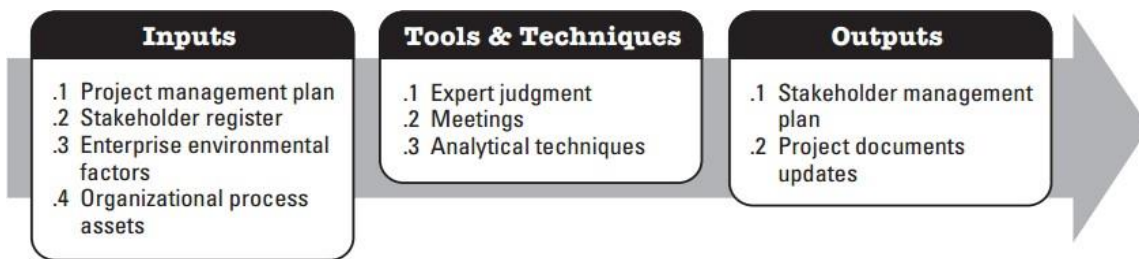 Inputs
.1 Project management plan
.2 Stakeholder register
.3 Enterprise environmental
factors
.4 Organizational process
assets
Tools & Techniques
.1 Expert judgment
.2 Meetings
.3 Analytical techniques
Outputs
.1 Stakeholder management
plan
.2 Project documents
updates